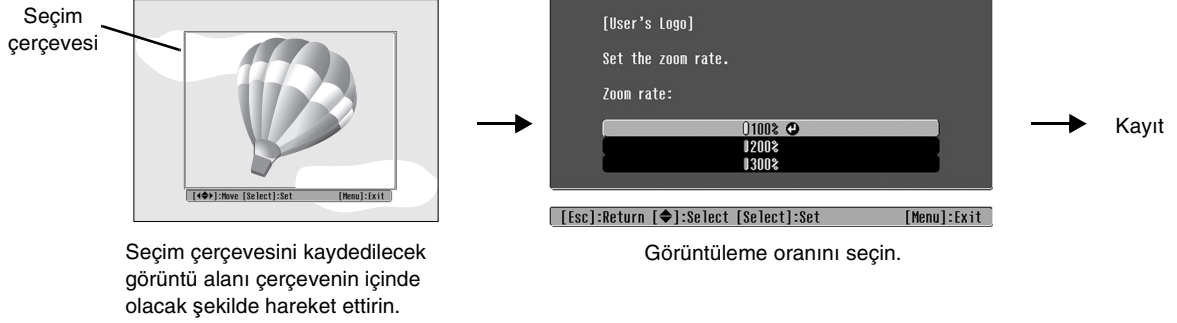 Seçim
çerçevesi
[◀◆▶]:Move [Select]:Set [Menu]:Exit
Seçim çerçevesini kaydedilecek
görüntü alanı çerçevenin içinde
olacak şekilde hareket ettirin.
[User's Logo]
Set the zoom rate.
Zoom rate:
100%
200%
300%
[Esc]:Return [◆]:Select [Select]:Set [Menu]:Exit
Görüntüleme oranını seçin.
Kayıt